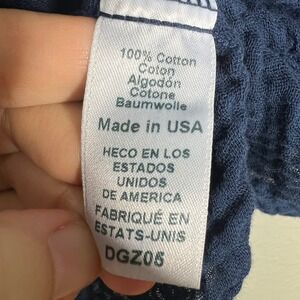 100% Cotton
Coton
Algodón
Cotone
Baumwolle
Made in USA
HECO EN LOS
ESTADOS
UNIDOS
DE AMERICA
FABRIQUÉ EN
ESTATS-UNIS
DGZ05